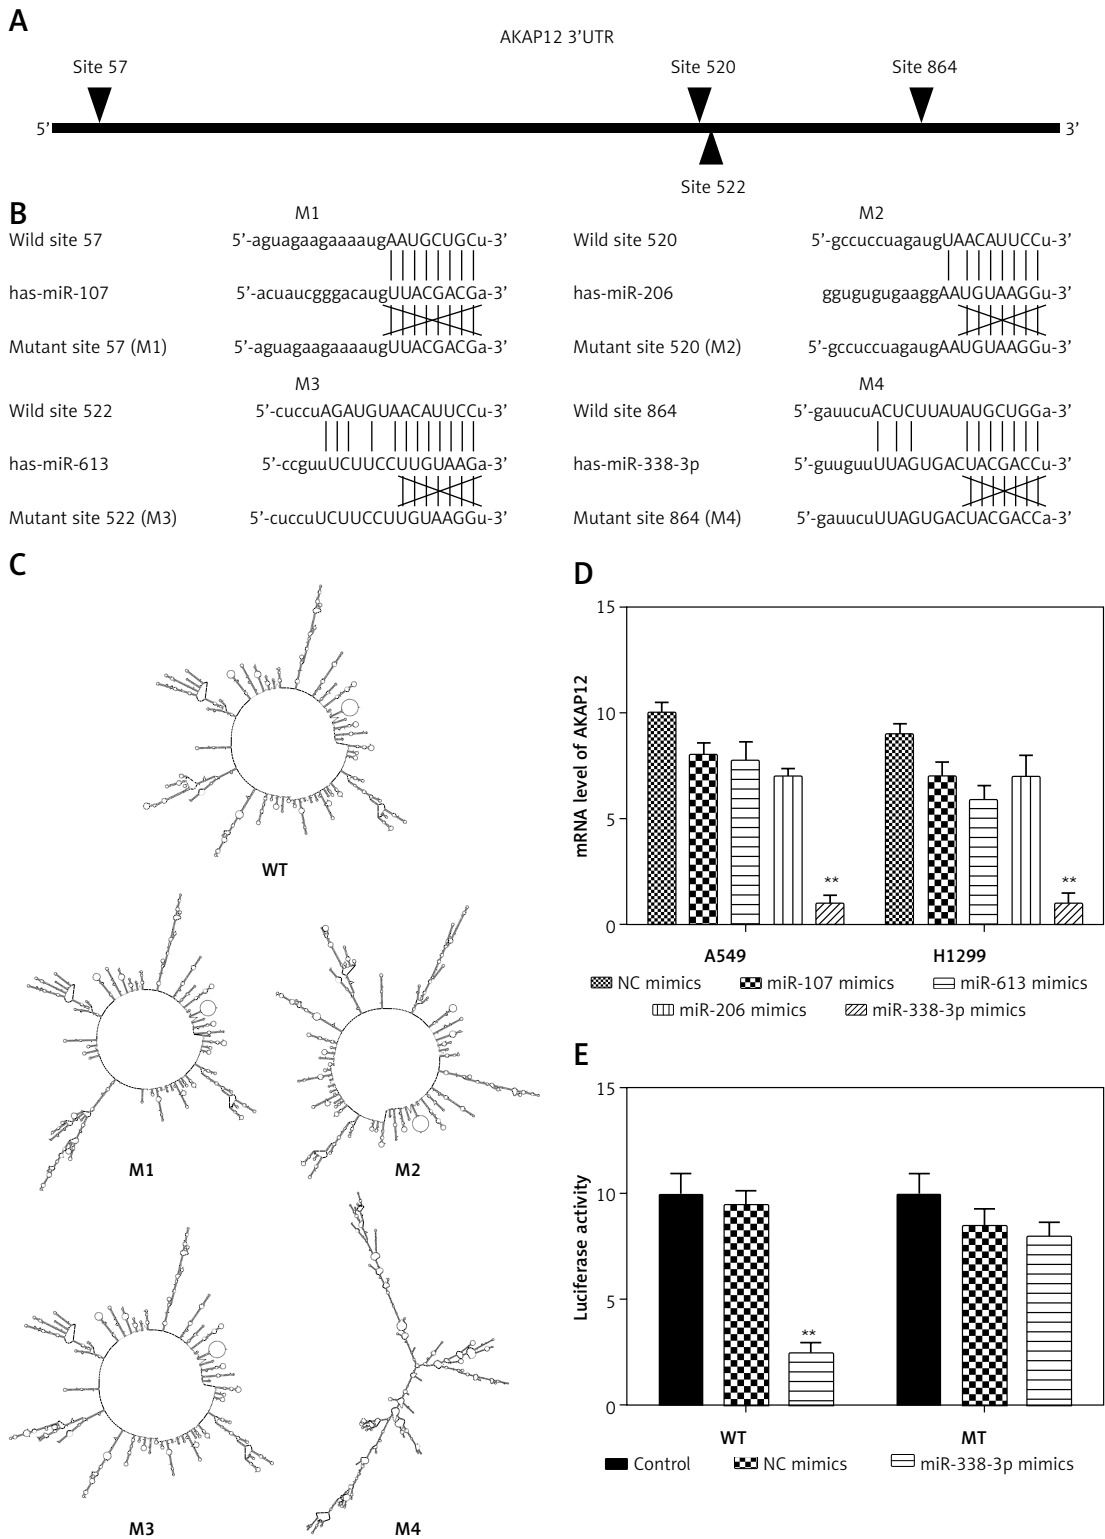 A
AKAP12 3’UTR
Site 57 Site 520 Site 864
5’ 3’
Site 522
B
M1
Wild site 57 5’-aguagaagaaaaugAAUGCUGCu-3’
has-miR-107 5’-acuaucgggacaugUUACGACGa-3’
Mutant site 57 (M1) 5’-aguagaagaaaaugUUACGACGa-3’
M2
Wild site 520 5’-gccuccuagaugUAACAUUCCu-3’
has-miR-206 ggugugugaaggAAUGUAAGGu-3’
Mutant site 520 (M2) 5’-gccuccuagaugAAUGUAAGGu-3’
M3
Wild site 522 5’-cuccuAGAUGUAACAUUCCu-3’
has-miR-613 5’-ccguuUCUUCCUUGUAAGa-3’
Mutant site 522 (M3) 5’-cuccuUCUUCCUUGUAAGGu-3’
M4
Wild site 864 5’-gauucuACUCUUAUAUGCUGGa-3’
has-miR-338-3p 5’-guuguuUUAGUGACUACGACCu-3’
Mutant site 864 (M4) 5’-gauucuUUAGUGACUACGACCa-3’
C
WT
M1 M2
M3 M4
D
15
10
5
0
mRNA level of AKAP12
** **
A549 H1299
NC mimics miR-107 mimics miR-613 mimics
miR-206 mimics miR-338-3p mimics
E
15
10
5
0
Luciferase activity
**
WT MT
Control NC mimics miR-338-3p mimics